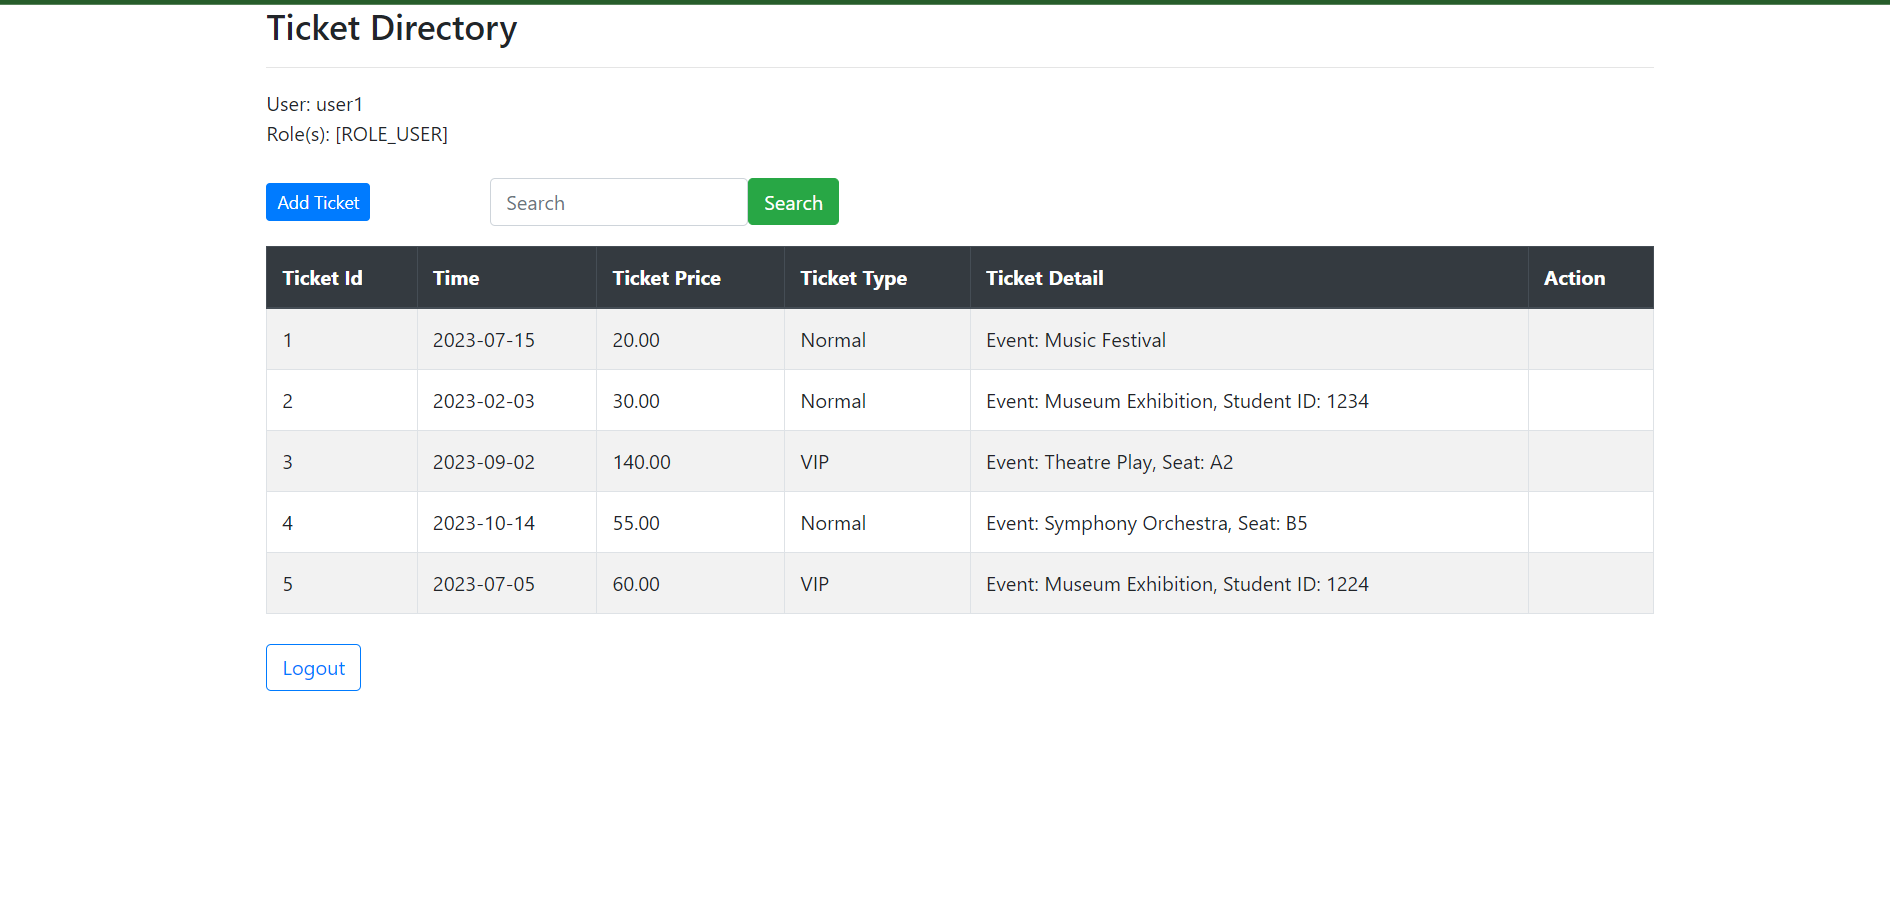 Ticket Directory
User: user1
Role(s): [ROLE_USER]
Add Ticket Search Search
Ticket Id Time Ticket Price Ticket Type Ticket Detail Action
1 2023-07-15 20.00 Normal Event: Music Festival
2 2023-02-03 30.00 Normal Event: Museum Exhibition, Student ID: 1234
3 2023-09-02 140.00 VIP Event: Theatre Play, Seat: A2
4 2023-10-14 55.00 Normal Event: Symphony Orchestra, Seat: B5
5 2023-07-05 60.00 VIP Event: Museum Exhibition, Student ID: 1224
Logout